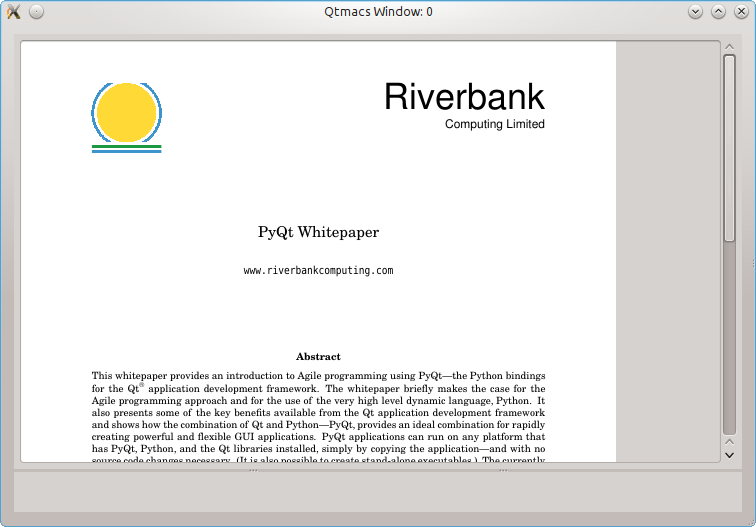 Qtmacs Window: 0
Riverbank
Computing Limited
PyQt Whitepaper
www.riverbankcomputing.com
Abstract
This whitepaper provides an introduction to Agile programming using PyQt—the Python bindings
for the Qt® application development framework. The whitepaper briefly makes the case for the
Agile programming approach and for the use of the very high level dynamic language, Python. It
also presents some of the key benefits available from the Qt application development framework
and shows how the combination of Qt and Python—PyQt, provides an ideal combination for rapidly
creating powerful and flexible GUI applications. PyQt applications can run on any platform that
has PyQt, Python, and the Qt libraries installed, simply by copying the application—and with no
source code changes necessary. (It is also possible to create stand-alone executables.) The currently